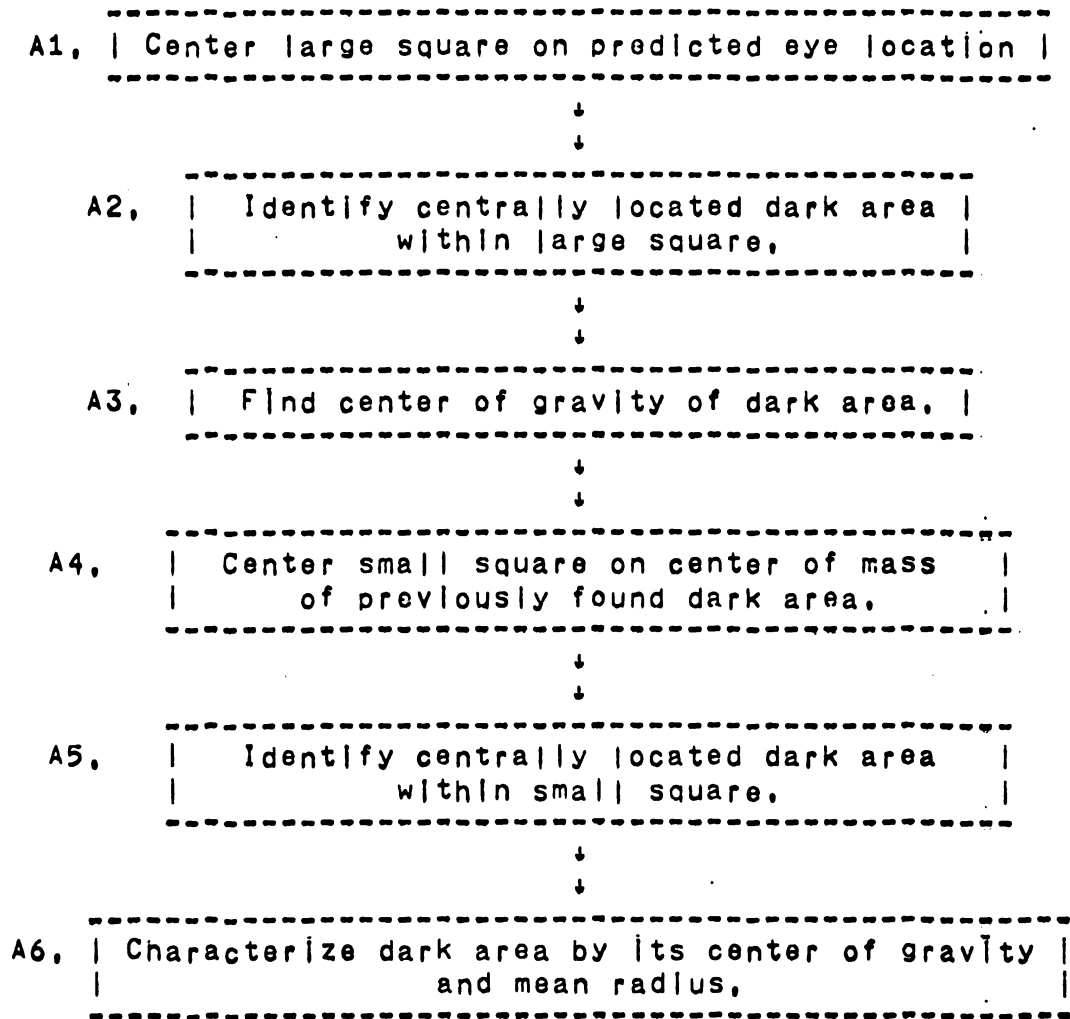 A1. | Center large square on predicted eye location |
A2. | Identify centrally located dark area |
| within large square. |
A3. | Find center of gravity of dark area. |
A4. | Center small square on center of mass |
| of previously found dark area. |
A5. | Identify centrally located dark area |
| within small square. |
A6. | Characterize dark area by its center of gravity |
| and mean radius. |